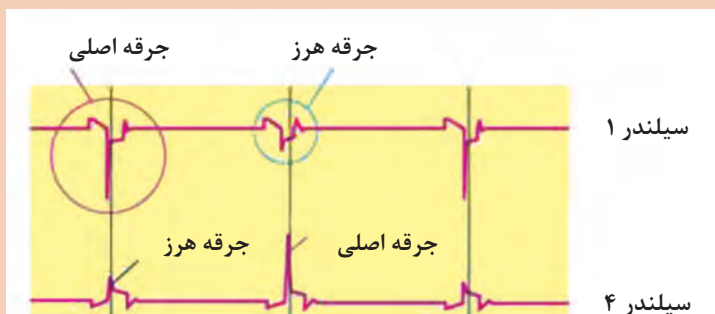 جرقه هرز
جرقه اصلی
سیلندر ۱
جرقه اصلی
جرقه هرز
سیلندر ۴